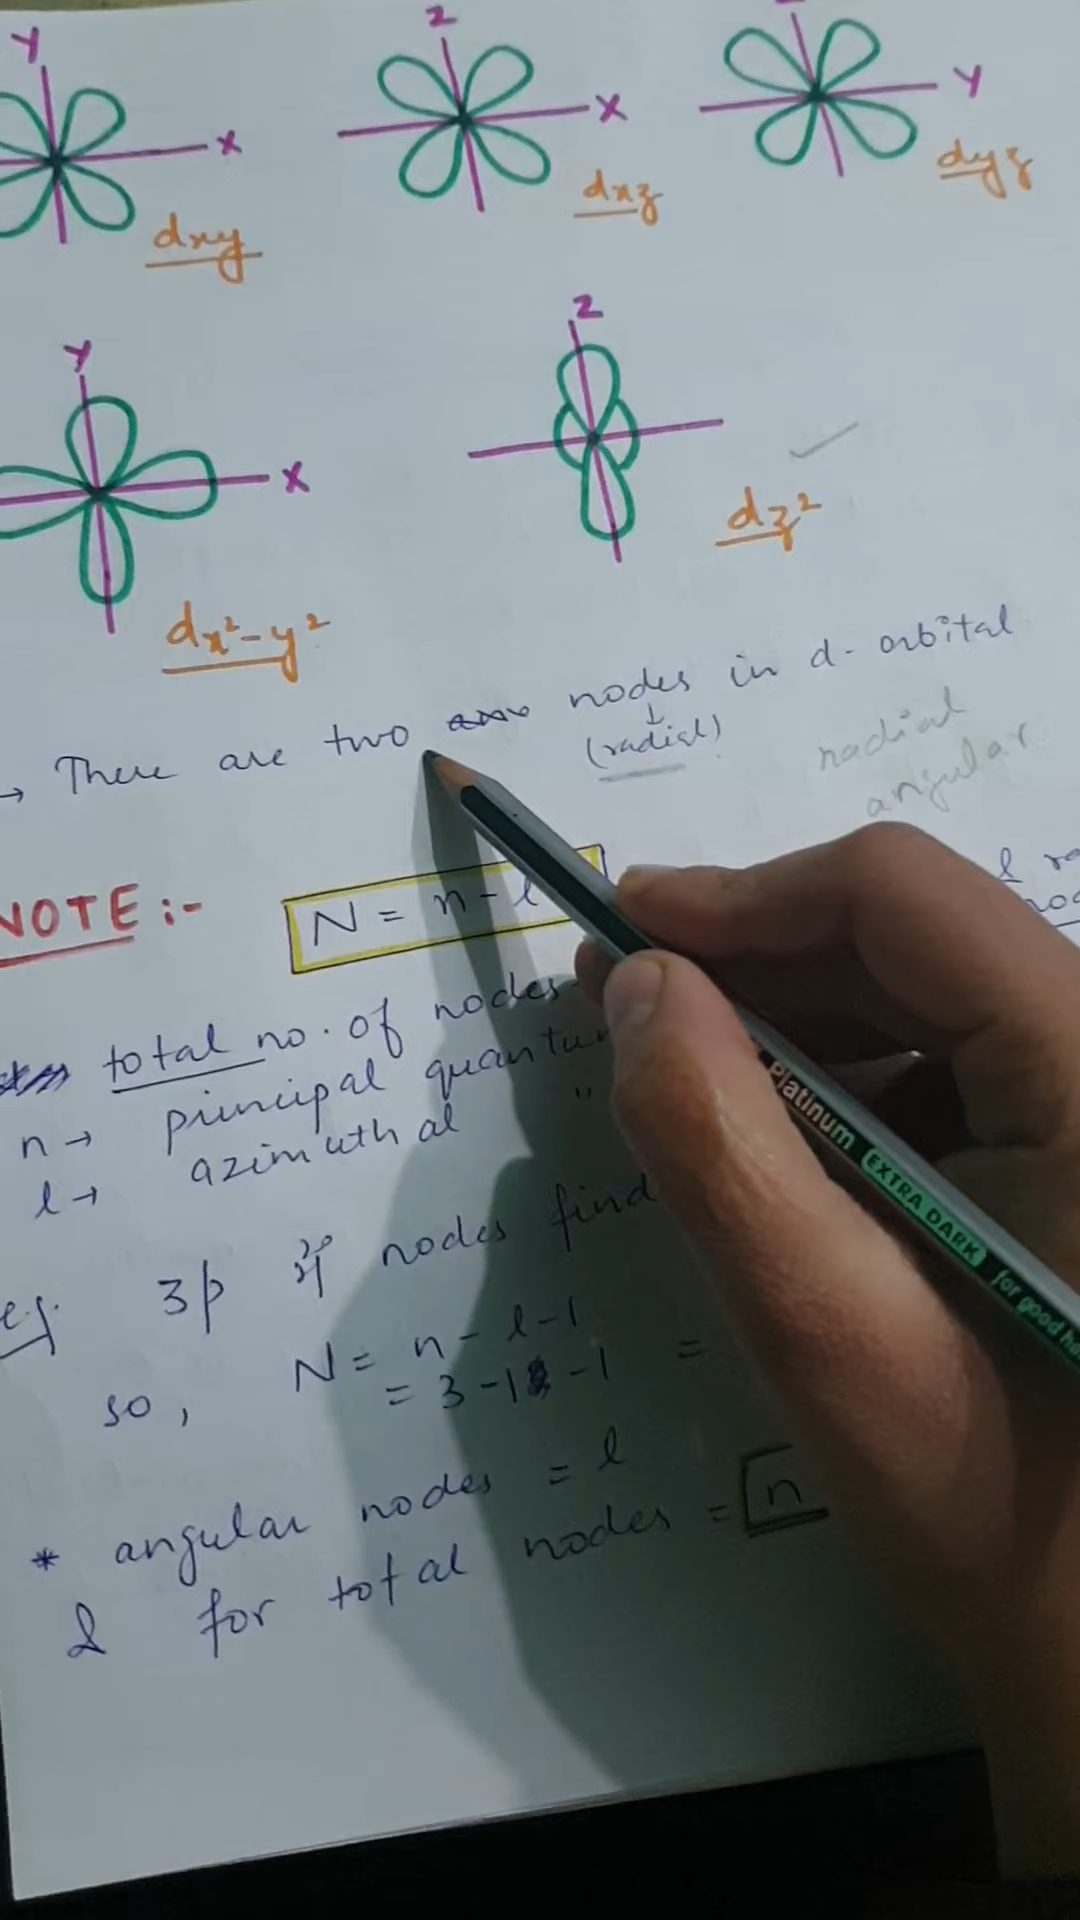 Y
Z
X
X
Y
dxy
dxz
dyz
Y
Z
X
dx²-y²
dz²
→ There are two nodes in d-orbital
↓
(radial)
radial
angular
NOTE:-
N = n - l
&
total no. of nodes
n → principal quantum
l → azimuthal "
eg. 3p nodes find
so, N = n - l - 1
= 3 - 1 - 1 =
* angular nodes = l
& for total nodes = n
Platinum EXTRA DARK for good